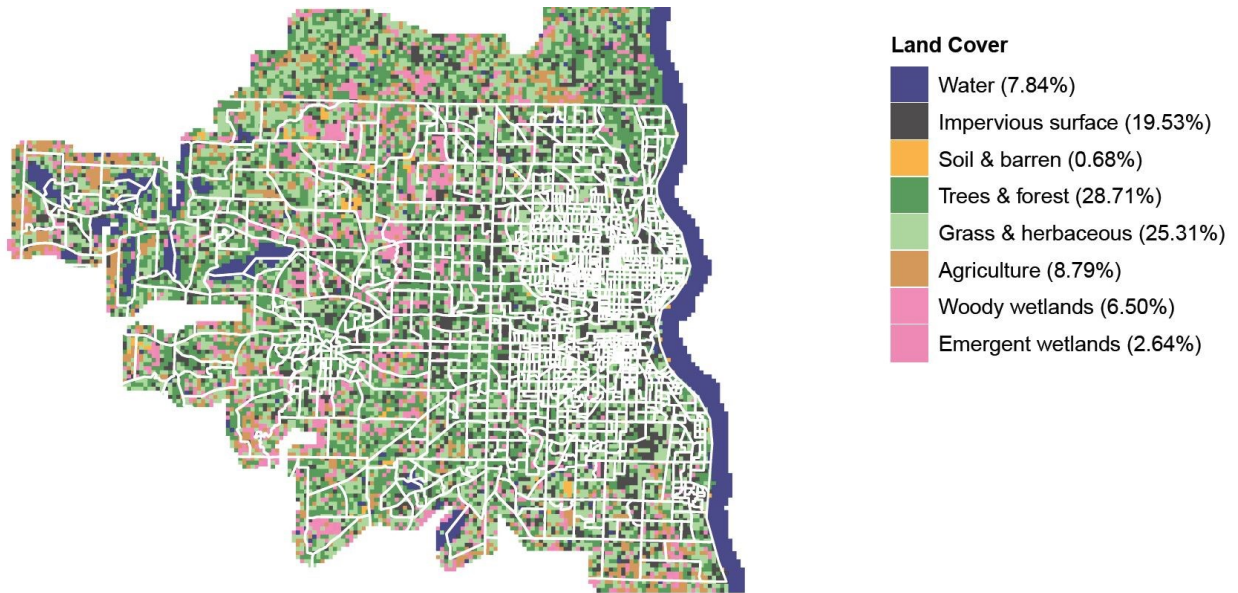 Land Cover
Water (7.84%)
Impervious surface (19.53%)
Soil & barren (0.68%)
Trees & forest (28.71%)
Grass & herbaceous (25.31%)
Agriculture (8.79%)
Woody wetlands (6.50%)
Emergent wetlands (2.64%)